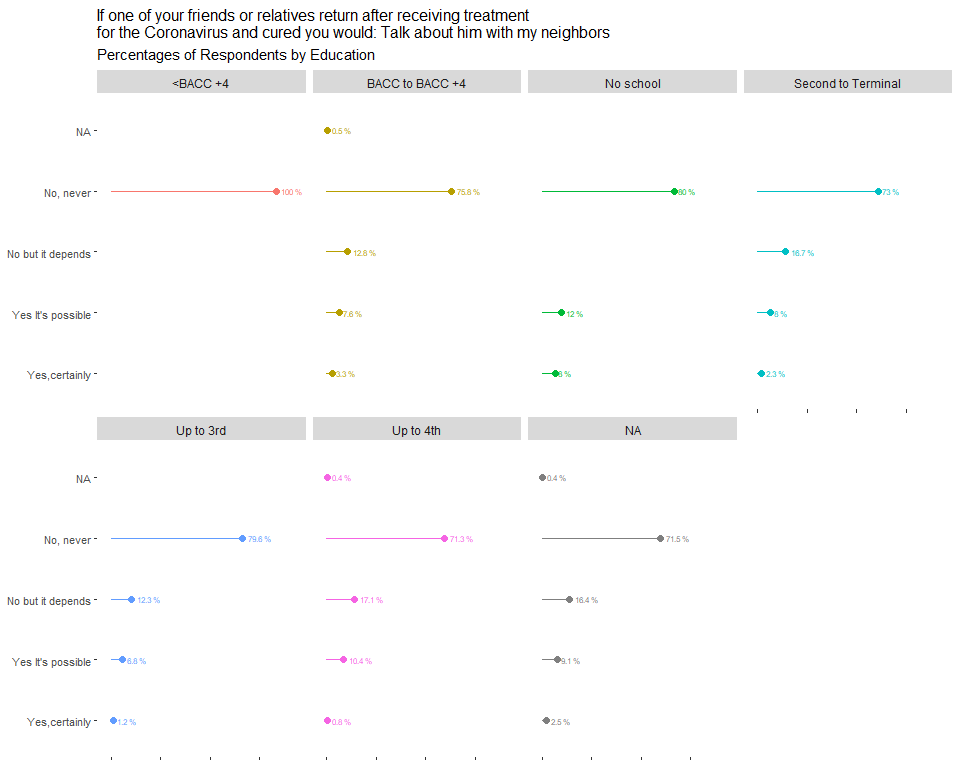 If one of your friends or relatives return after receiving treatment
for the Coronavirus and cured you would: Talk about him with my neighbors
Percentages of Respondents by Education
<BACC +4
BACC to BACC +4
No school
Second to Terminal
NA
0.5 %
No, never
100 %
75.8 %
80 %
73 %
No but it depends
12.8 %
16.7 %
Yes It's possible
7.6 %
12 %
8 %
Yes,certainly
3.3 %
2.3 %
Up to 3rd
Up to 4th
NA
NA
0.4 %
0.4 %
No, never
79.6 %
71.3 %
71.5 %
No but it depends
12.3 %
17.1 %
16.4 %
Yes It's possible
6.8 %
10.4 %
9.1 %
Yes,certainly
1.2 %
0.8 %
2.5 %